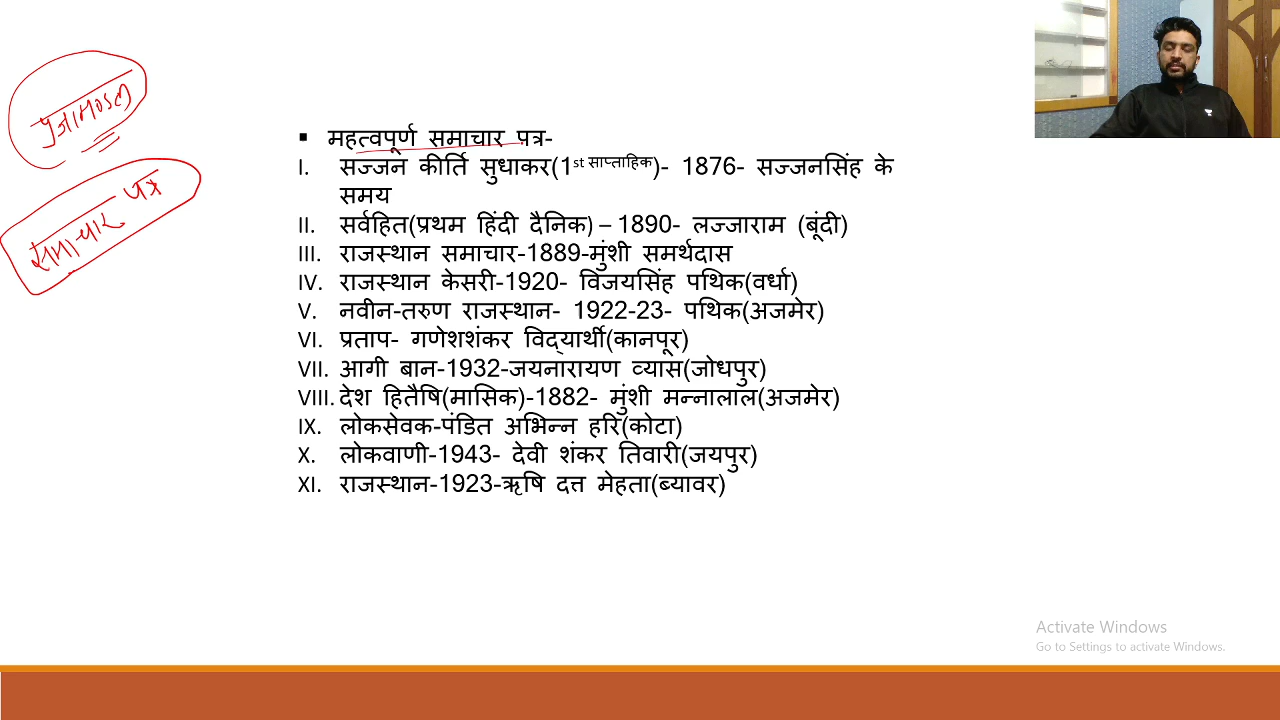 प्रजामण्डल
समाचार पत्र
▪ महत्वपूर्ण समाचार पत्र-
I. सज्जन कीर्ति सुधाकर(1st साप्ताहिक)- 1876- सज्जनसिंह के
समय
II. सर्वहित(प्रथम हिंदी दैनिक) – 1890- लज्जाराम (बूंदी)
III. राजस्थान समाचार-1889-मुंशी समर्थदास
IV. राजस्थान केसरी-1920- विजयसिंह पथिक(वर्धा)
V. नवीन-तरुण राजस्थान- 1922-23- पथिक(अजमेर)
VI. प्रताप- गणेशशंकर विद्यार्थी(कानपूर)
VII. आगी बान-1932-जयनारायण व्यास(जोधपुर)
VIII. देश हितैषि(मासिक)-1882- मुंशी मन्नालाल(अजमेर)
IX. लोकसेवक-पंडित अभिन्न हरि(कोटा)
X. लोकवाणी-1943- देवी शंकर तिवारी(जयपुर)
XI. राजस्थान-1923-ऋषि दत्त मेहता(ब्यावर)
Activate Windows
Go to Settings to activate Windows.